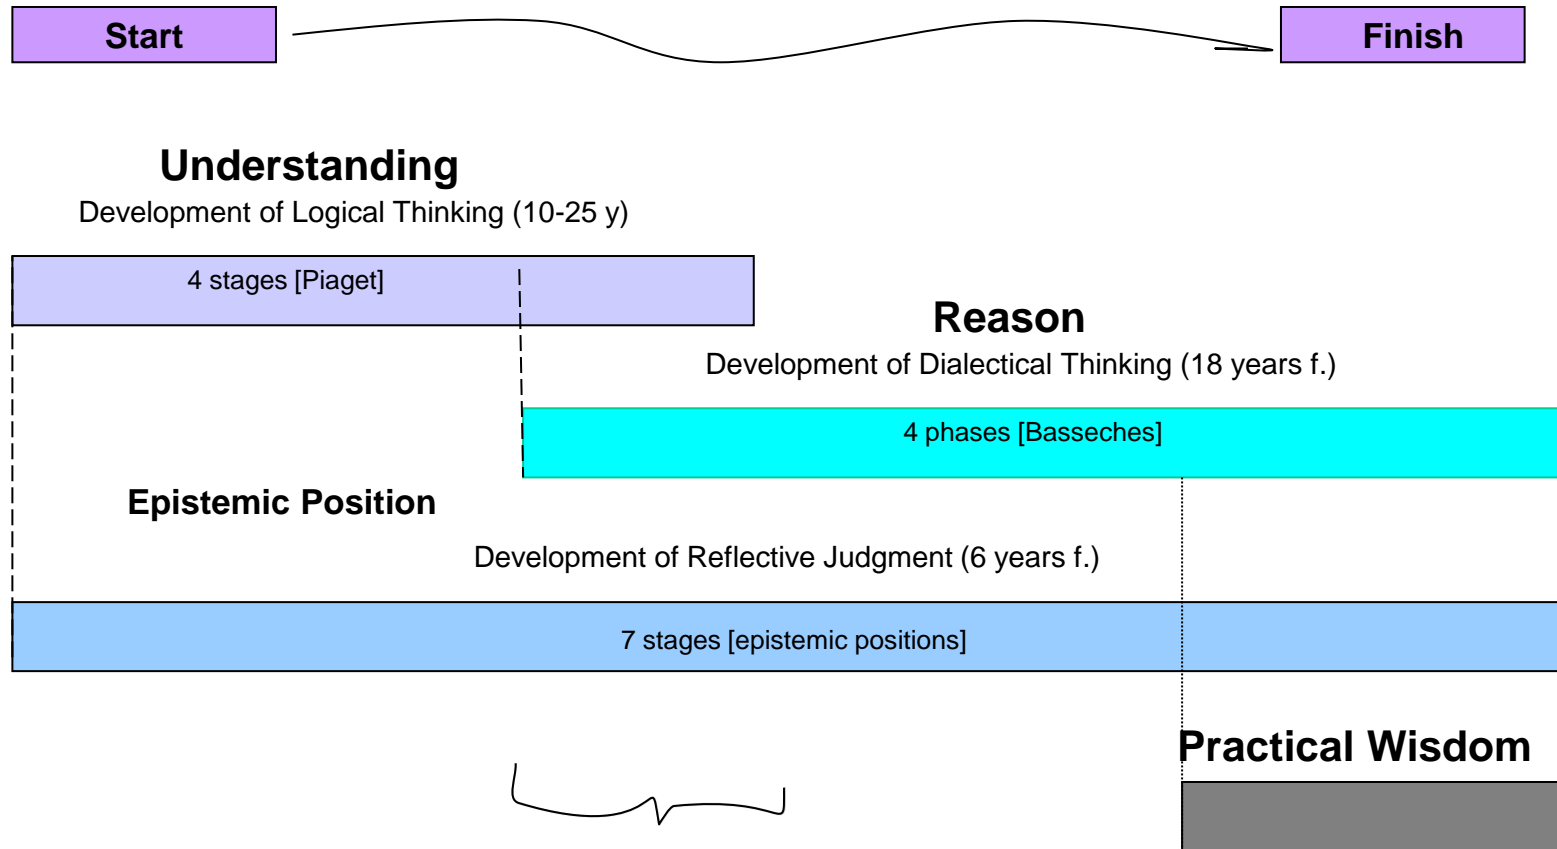 Start
Finish
Understanding
Development of Logical Thinking (10-25 y)
4 stages [Piaget]
Reason
Development of Dialectical Thinking (18 years f.)
4 phases [Basseches]
Epistemic Position
Development of Reflective Judgment (6 years f.)
7 stages [epistemic positions]
Practical Wisdom